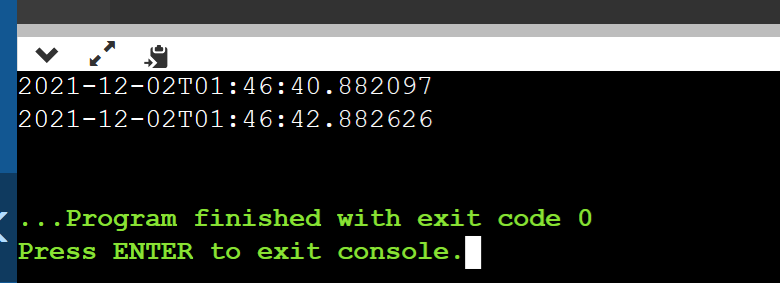 2021-12-02T01:46:40.882097
2021-12-02T01:46:42.882626
...Program finished with exit code 0
Press ENTER to exit console.